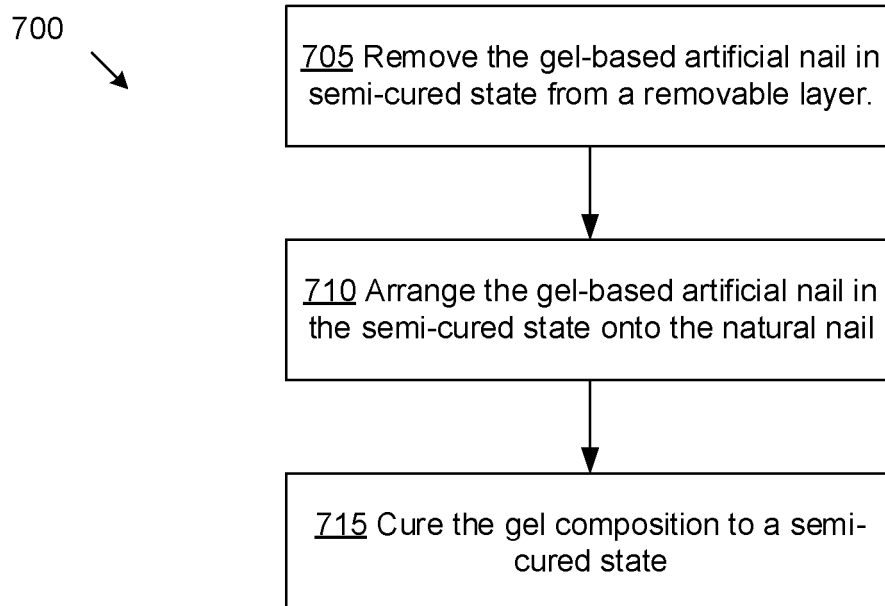 700
705 Remove the gel-based artificial nail in
semi-cured state from a removable layer.
710 Arrange the gel-based artificial nail in
the semi-cured state onto the natural nail
715 Cure the gel composition to a semi-
cured state